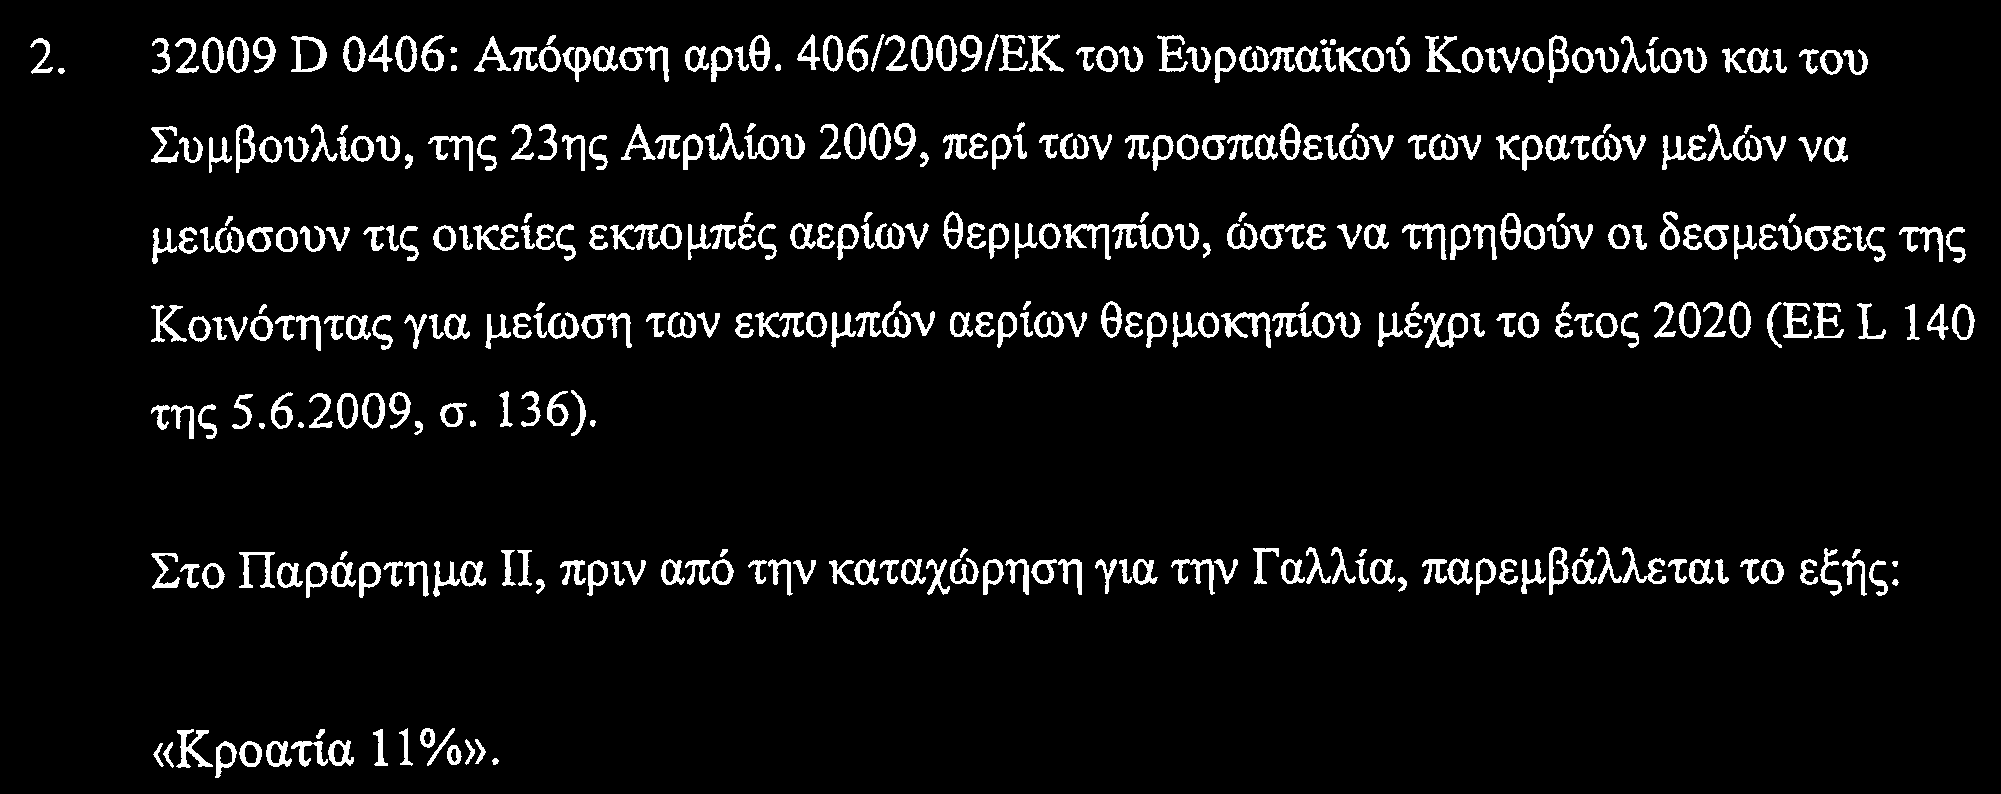 2. 32009 D 0406: Απόφαση αριθ. 406/2009/ΕΚ του Ευρωπαϊκού Κοινοβουλίου και του
Συμβουλίου, της 23ης Απριλίου 2009, περί των προσπαθειών των κρατών μελών να
μειώσουν τις οικείες εκπομπές αερίων θερμοκηπίου, ώστε να τηρηθούν οι δεσμεύσεις της
Κοινότητας για μείωση των εκπομπών αερίων θερμοκηπίου μέχρι το έτος 2020 (ΕΕ L 140
της 5.6.2009, σ. 136).
Στο Παράρτημα ΙΙ, πριν από την καταχώρηση για την Γαλλία, παρεμβάλλεται το εξής:
«Κροατία 11%».